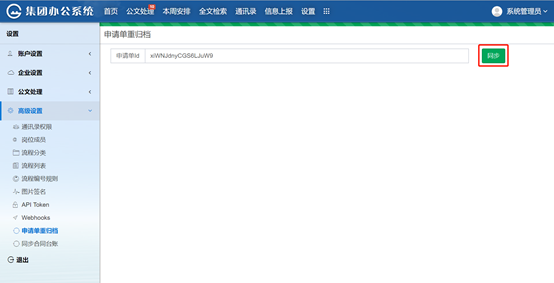 集团办公系统 首页 公文处理 本周安排 全文检索 通讯录 信息上报 设置 系统管理员
设置
账户设置
企业设置
公文处理
高级设置
通讯录权限
岗位成员
流程分类
流程列表
流程编号规则
图片签名
API Token
Webhooks
申请单重归档
同步合同台账
退出
申请单重归档
申请单Id xiWNJdnyCGS6LJuW9 同步